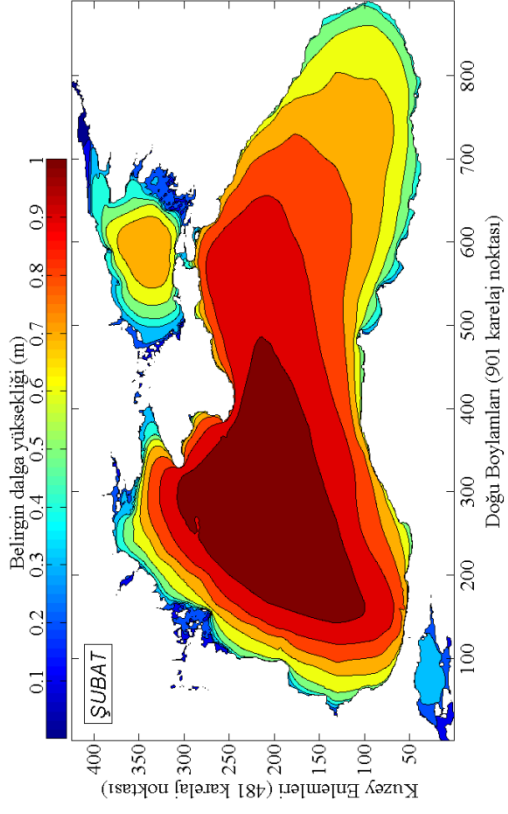 Belirgin dalga yüksekliği (m)
0.1 0.2 0.3 0.4 0.5 0.6 0.7 0.8 0.9 1
ŞUBAT
Kuzey Enlemleri (481 karelaj noktası)
400
350
300
250
200
150
100
50
100 200 300 400 500 600 700 800
Doğu Boylamları (901 karelaj noktası)